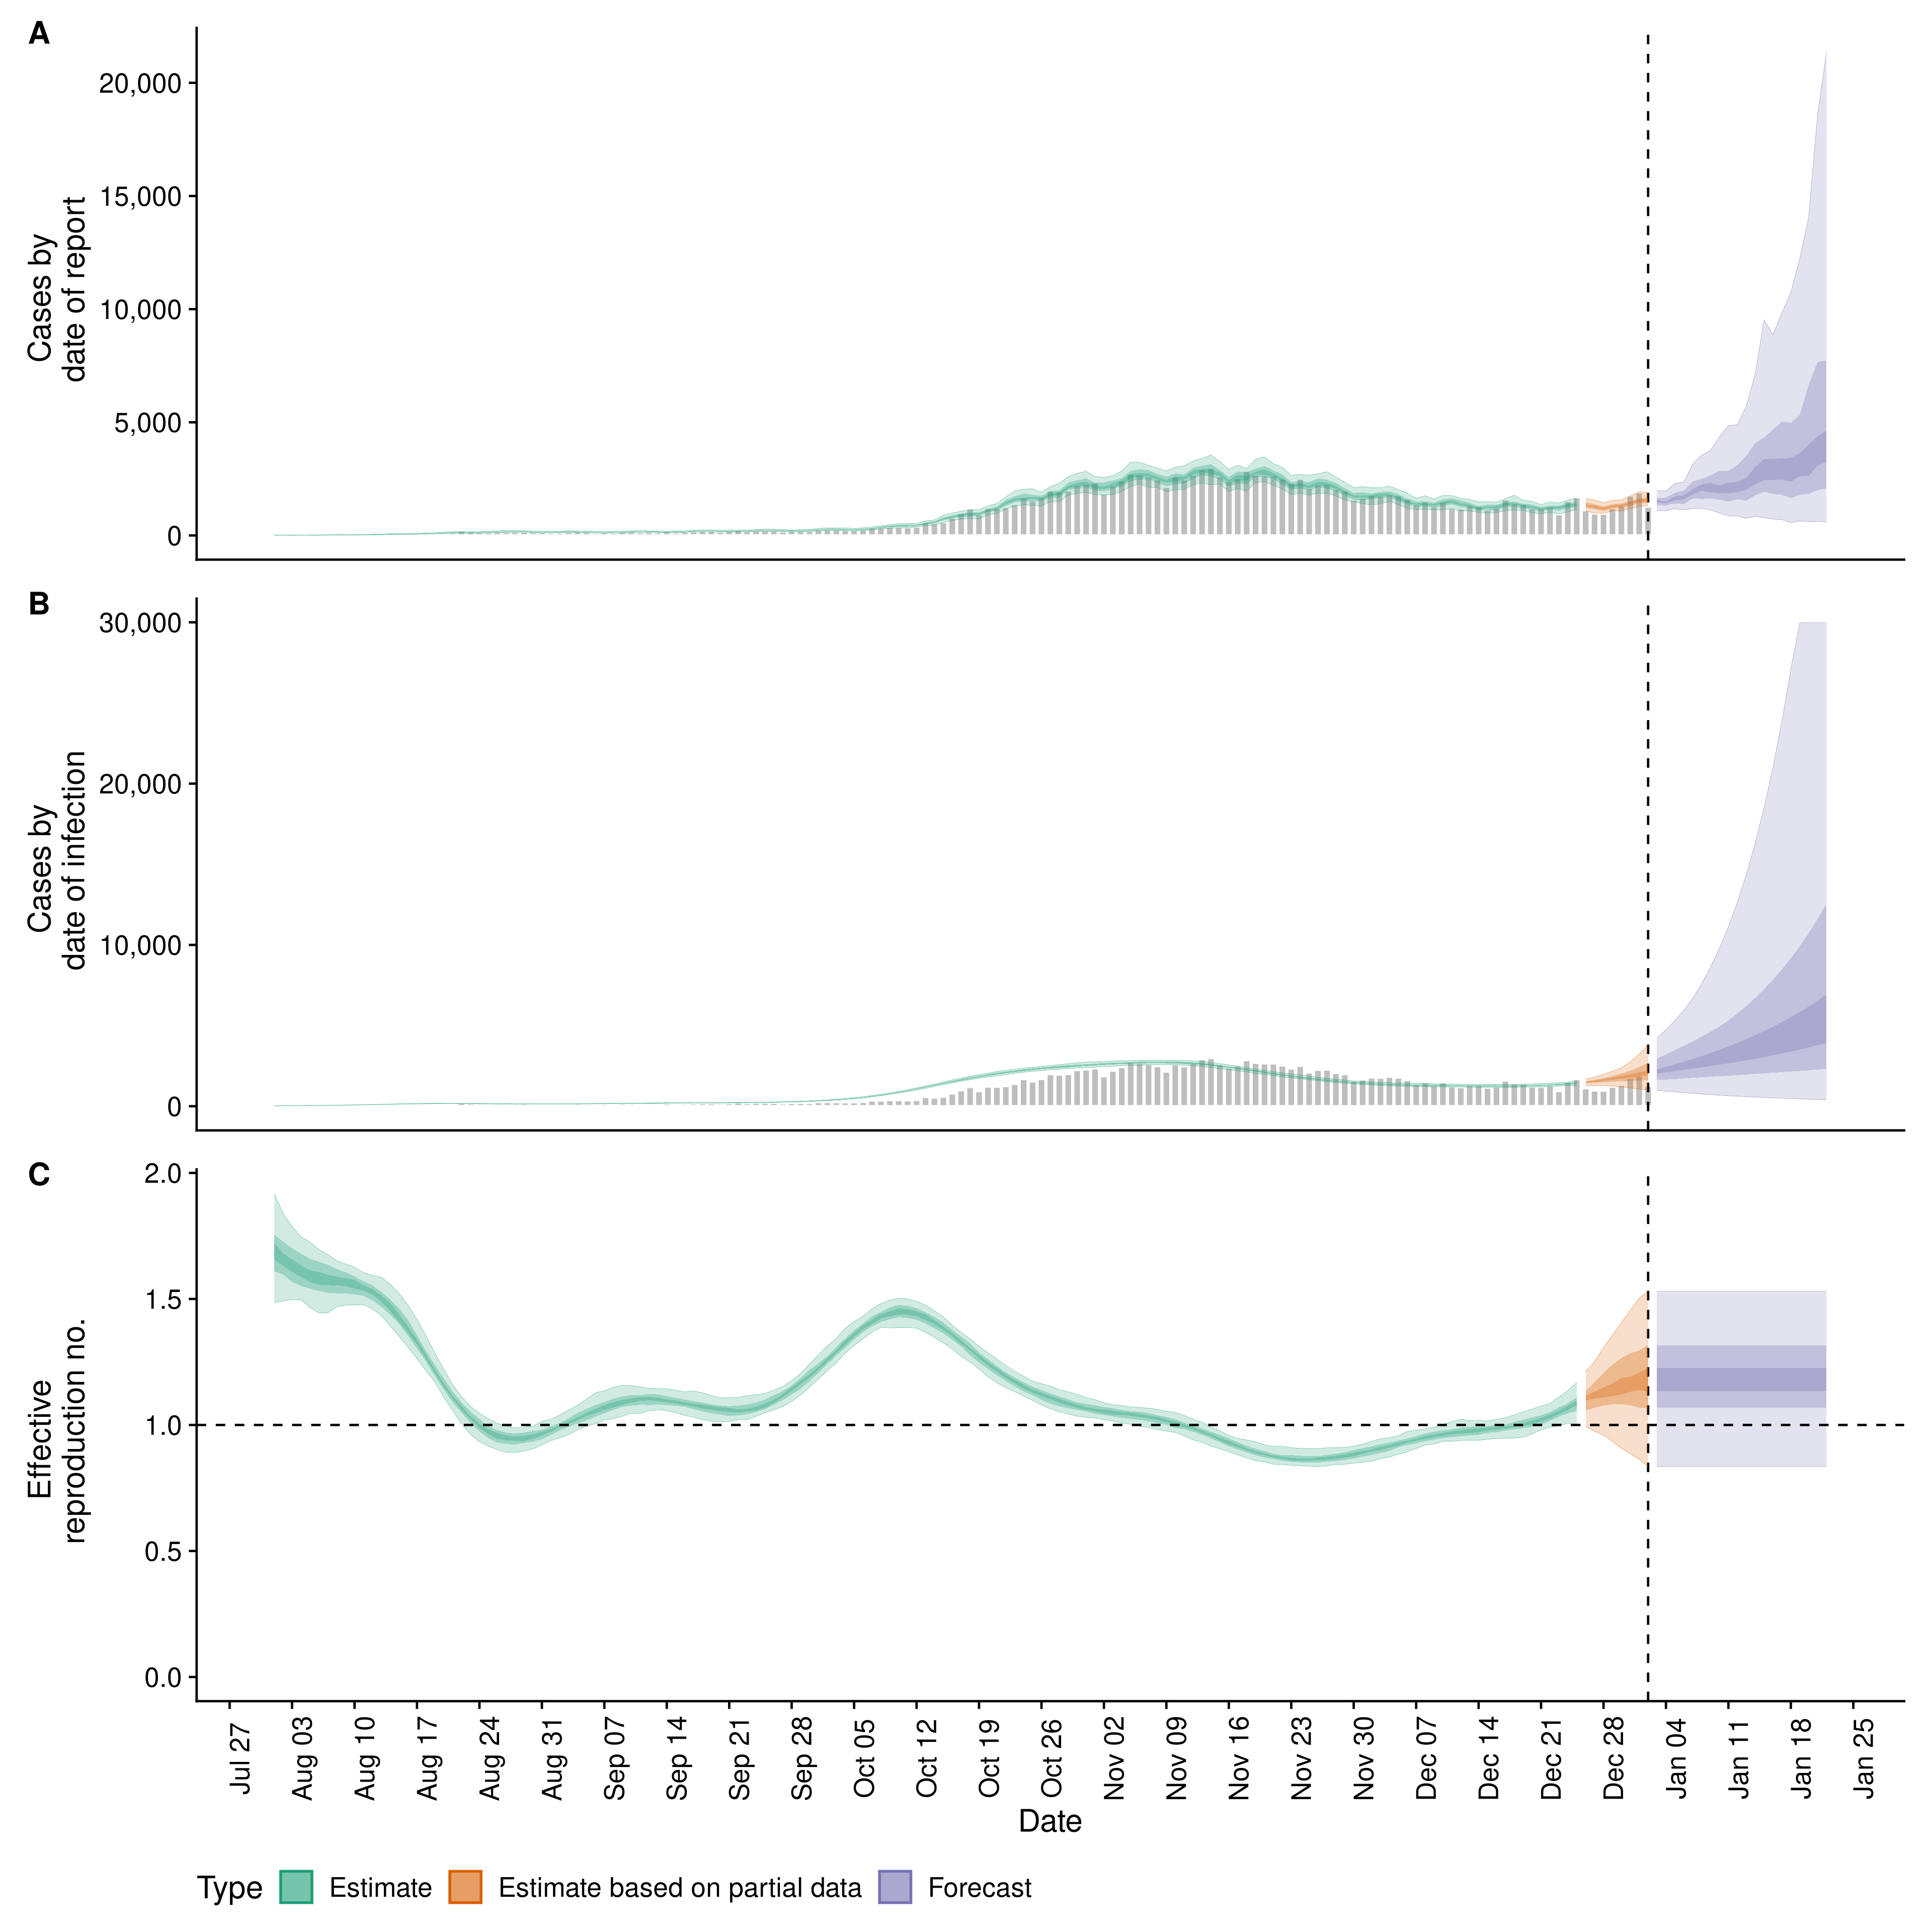 A
20,000
15,000
10,000
5,000
0
Cases by
date of report
B
30,000
20,000
10,000
0
Cases by
date of infection
C
2.0
1.5
1.0
0.5
0.0
Effective
reproduction no.
Jul 27
Aug 03
Aug 10
Aug 17
Aug 24
Aug 31
Sep 07
Sep 14
Sep 21
Sep 28
Oct 05
Oct 12
Oct 19
Oct 26
Nov 02
Nov 09
Nov 16
Nov 23
Nov 30
Dec 07
Dec 14
Dec 21
Dec 28
Jan 04
Jan 11
Jan 18
Jan 25
Date
Type Estimate Estimate based on partial data Forecast